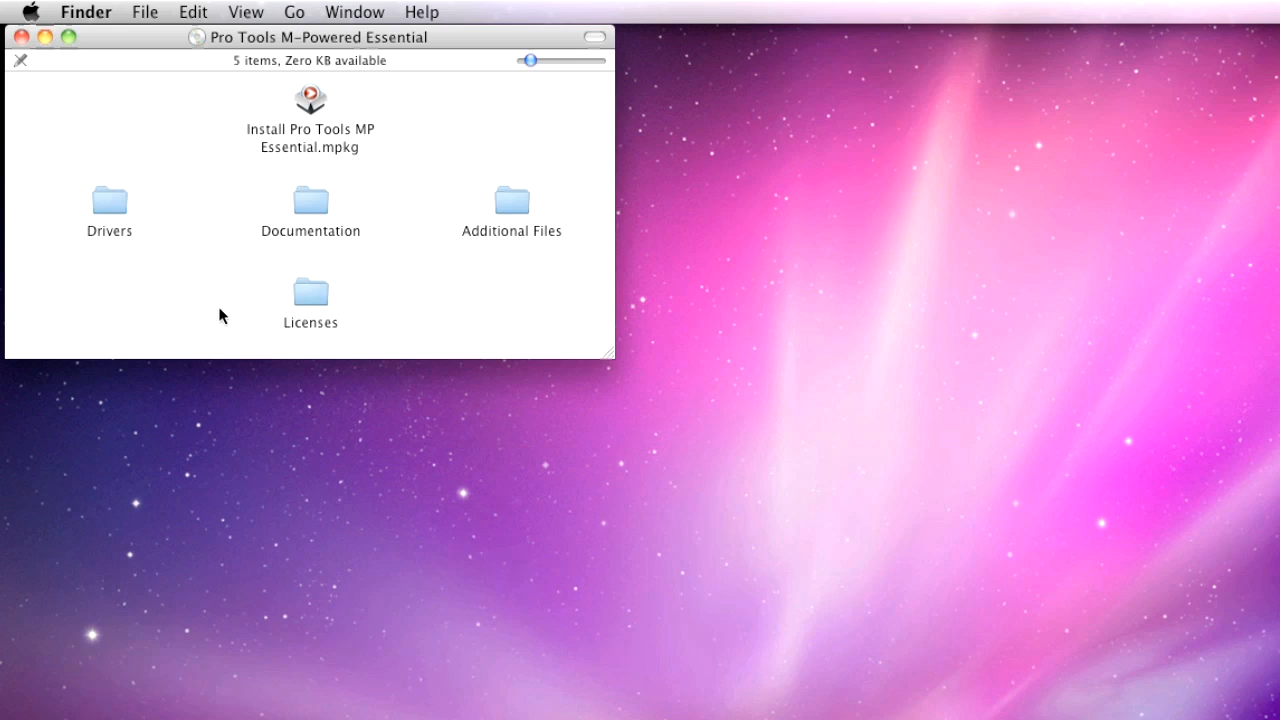 Finder File Edit View Go Window Help
Pro Tools M-Powered Essential
5 items, Zero KB available
Install Pro Tools MP
Essential.mpkg
Drivers Documentation Additional Files
Licenses